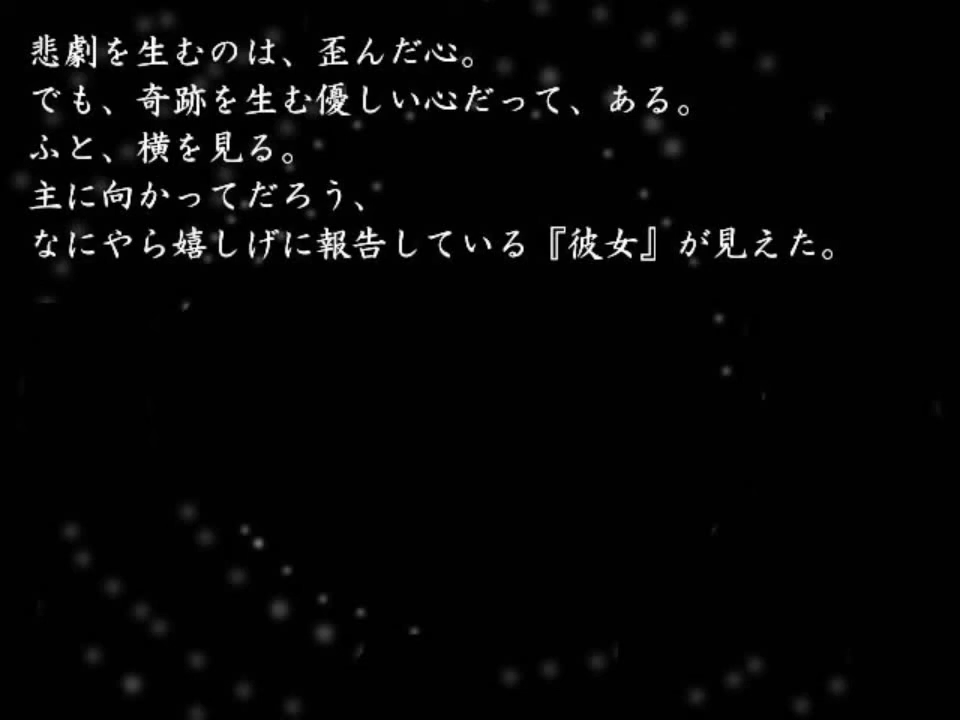 悲劇を生むのは、歪んだ心。
でも、奇跡を生む優しい心だって、ある。
ふと、横を見る。
主に向かってだろう、
なにやら嬉しげに報告している『彼女』が見えた。